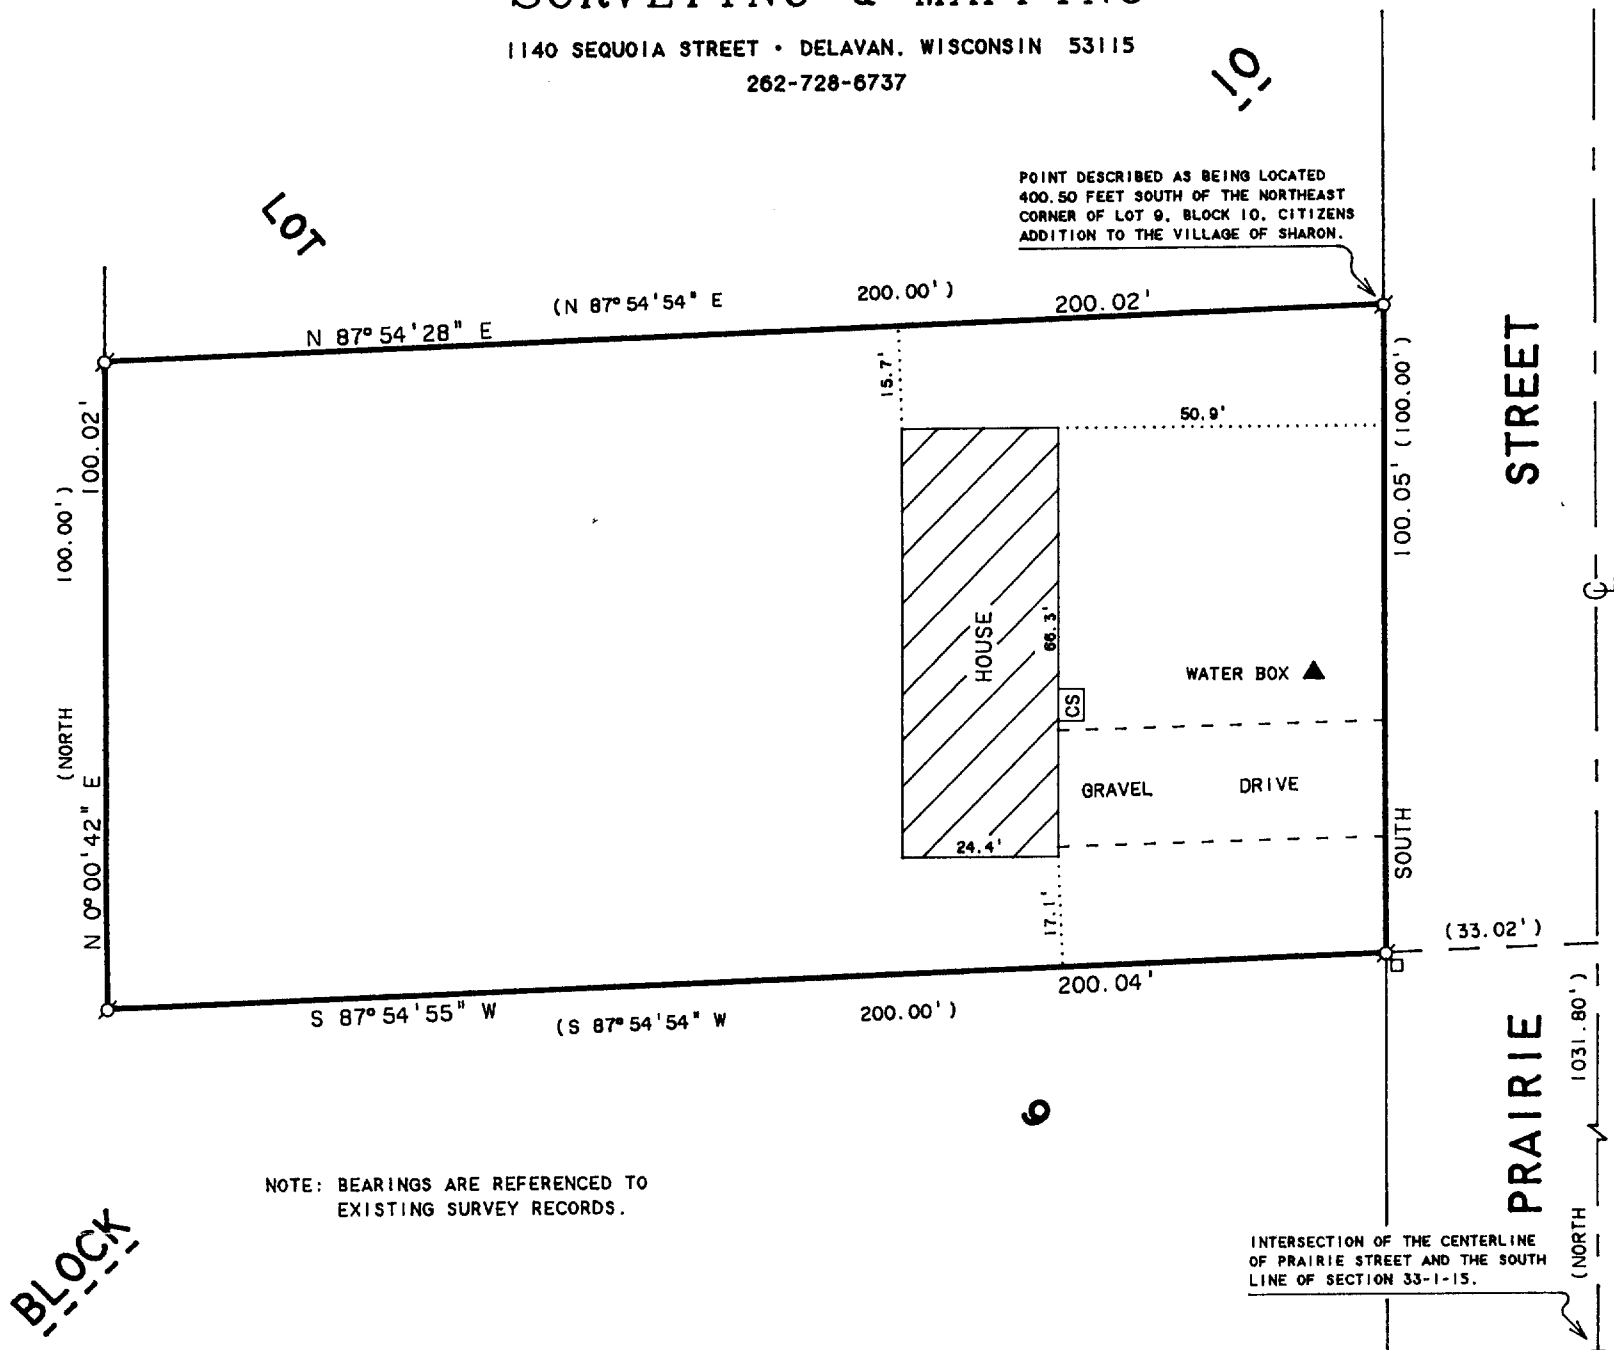 SURVEYING & MAPPING
1140 SEQUOIA STREET • DELAVAN, WISCONSIN 53115
262-728-6737
10
LOT
POINT DESCRIBED AS BEING LOCATED
400.50 FEET SOUTH OF THE NORTHEAST
CORNER OF LOT 9, BLOCK 10, CITIZENS
ADDITION TO THE VILLAGE OF SHARON.
(N 87°54'54" E 200.00')
N 87°54'28" E 200.02'
15.7'
50.9'
100.05' (100.00')
SOUTH
STREET
(NORTH 100.00')
N 0°00'42" E 100.02'
HOUSE
66.3'
24.4'
CS
WATER BOX
GRAVEL DRIVE
17.1'
(33.02')
S 87°54'55" W 200.04'
(S 87°54'54" W 200.00')
PRAIRIE
(NORTH 1031.80')
9
NOTE: BEARINGS ARE REFERENCED TO
EXISTING SURVEY RECORDS.
BLOCK
INTERSECTION OF THE CENTERLINE
OF PRAIRIE STREET AND THE SOUTH
LINE OF SECTION 33-1-15.